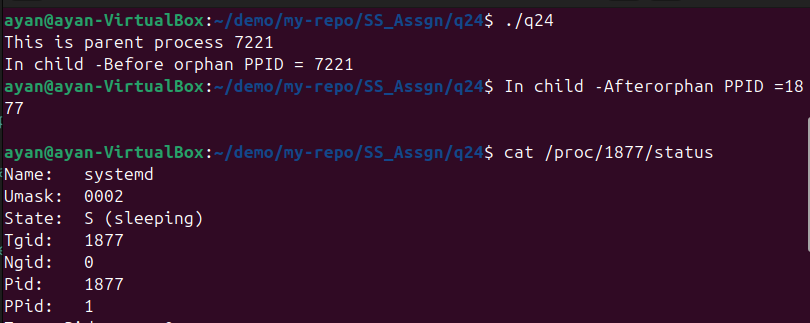 ayan@ayan-VirtualBox:~/demo/my-repo/SS_Assgn/q24$ ./q24
This is parent process 7221
In child -Before orphan PPID = 7221
ayan@ayan-VirtualBox:~/demo/my-repo/SS_Assgn/q24$ In child -Afterorphan PPID =18
77
ayan@ayan-VirtualBox:~/demo/my-repo/SS_Assgn/q24$ cat /proc/1877/status
Name:   systemd
Umask:  0002
State:  S (sleeping)
Tgid:   1877
Ngid:   0
Pid:    1877
PPid:   1